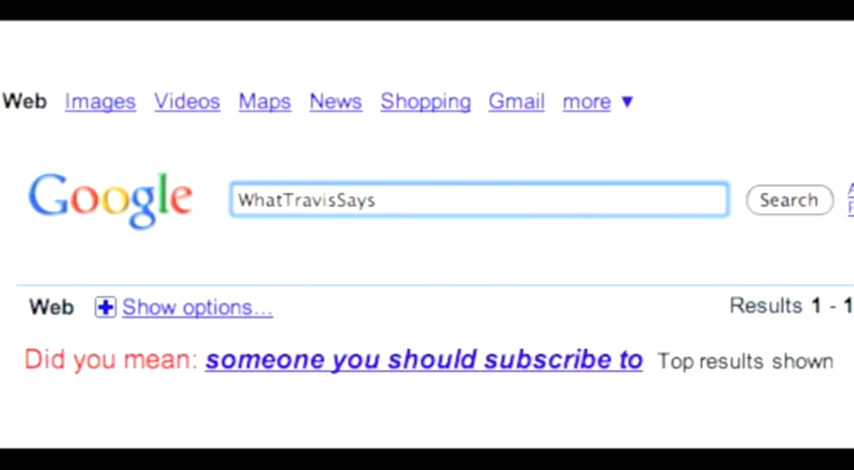 Web Images Videos Maps News Shopping Gmail more ▼
Google WhatTravisSays Search
Web Show options...
Results 1 - 1
Did you mean: someone you should subscribe to Top results shown